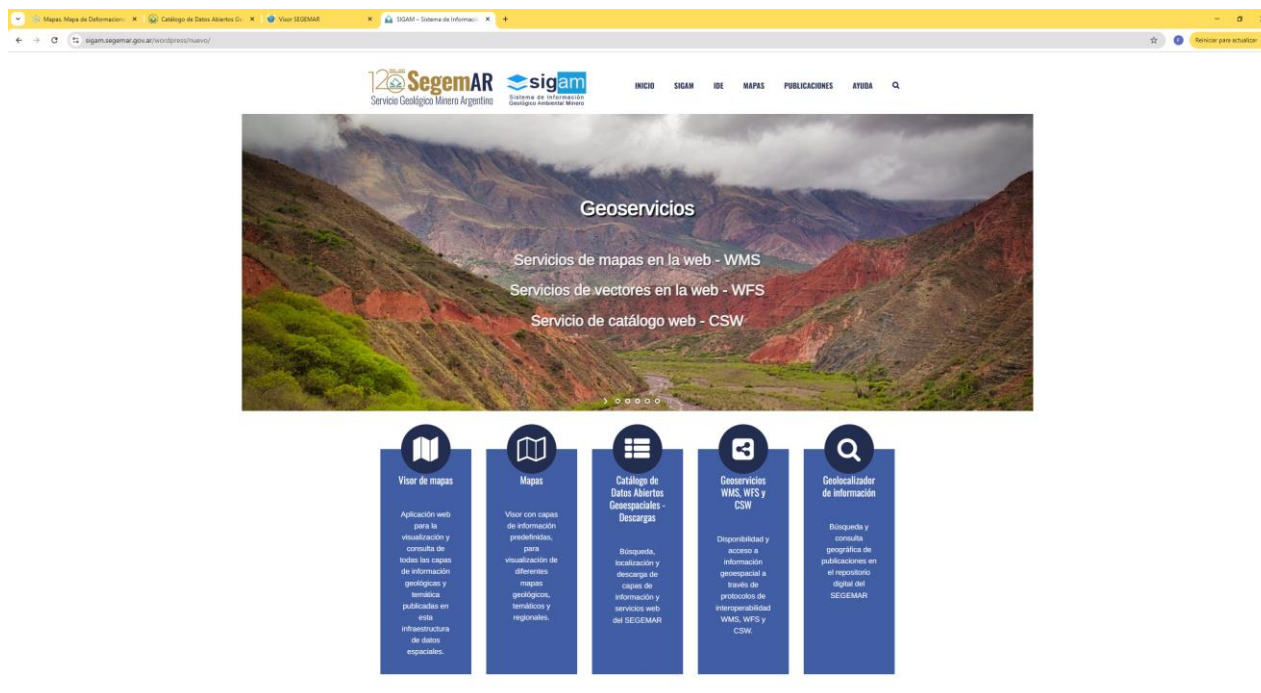 Mapas. Mapa de Deformacion
Catálogo de Datos Abiertos Ge
Visor SEGEMAR
SIGAM – Sistema de Informaci
sigam.segemar.gov.ar/wordpress/nuevo/
Reiniciar para actualizar
120 SegemAR
Servicio Geológico Minero Argentino
sigam
Sistema de Información
Geológico Ambiental Minero
INICIO SIGAM IDE MAPAS PUBLICACIONES AYUDA
Geoservicios
Servicios de mapas en la web - WMS
Servicios de vectores en la web - WFS
Servicio de catálogo web - CSW
Visor de mapas
Aplicación web
para la
visualización y
consulta de
todas las capas
de información
geológicas y
temática
publicadas en
esta
infraestructura
de datos
espaciales.
Mapas
Visor con capas
de información
predefinidas,
para
visualización de
diferentes
mapas
geológicos,
temáticos y
regionales.
Catálogo de
Datos Abiertos
Geoespaciales -
Descargas
Búsqueda,
localización y
descarga de
capas de
información y
servicios web
del SEGEMAR
Geoservicios
WMS, WFS y
CSW
Disponibilidad y
acceso a
información
geoespacial a
través de
protocolos de
interoperabilidad
WMS, WFS y
CSW.
Geolocalizador
de información
Búsqueda y
consulta
geográfica de
publicaciones en
el repositorio
digital del
SEGEMAR